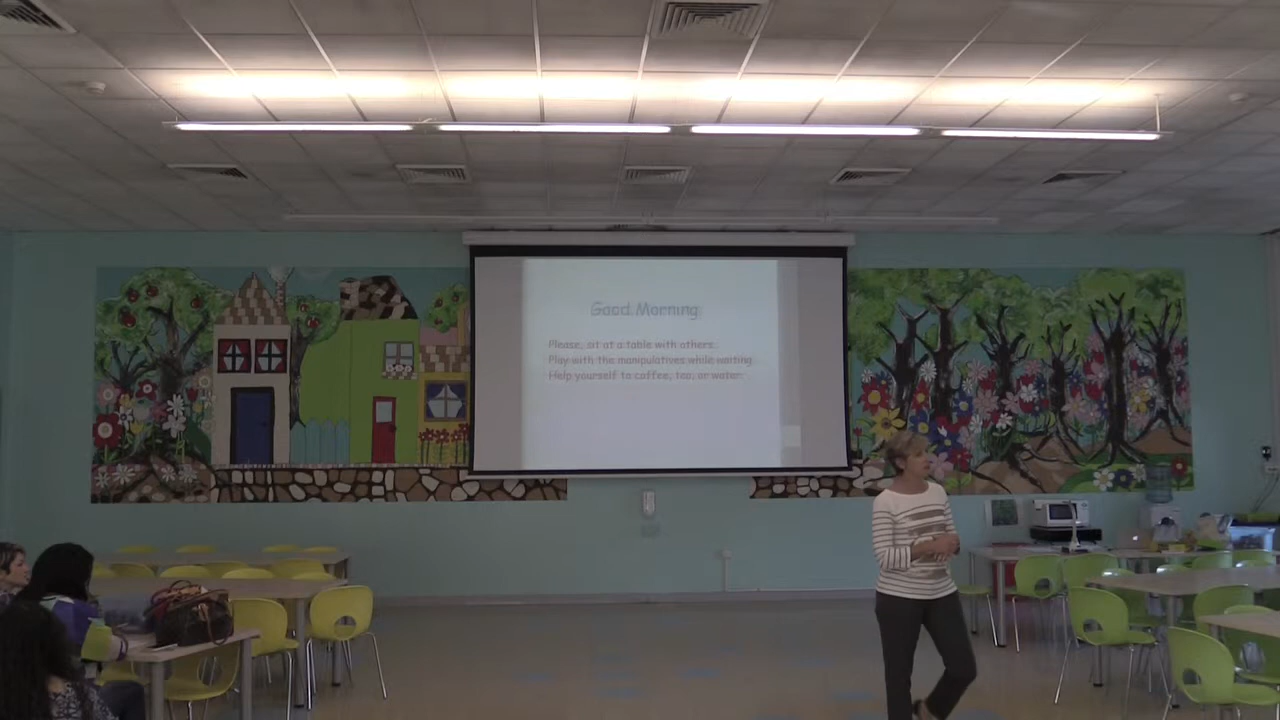 Good Morning
Please, sit at a table with others.
Play with the manipulatives while waiting.
Help yourself to coffee, tea, or water.